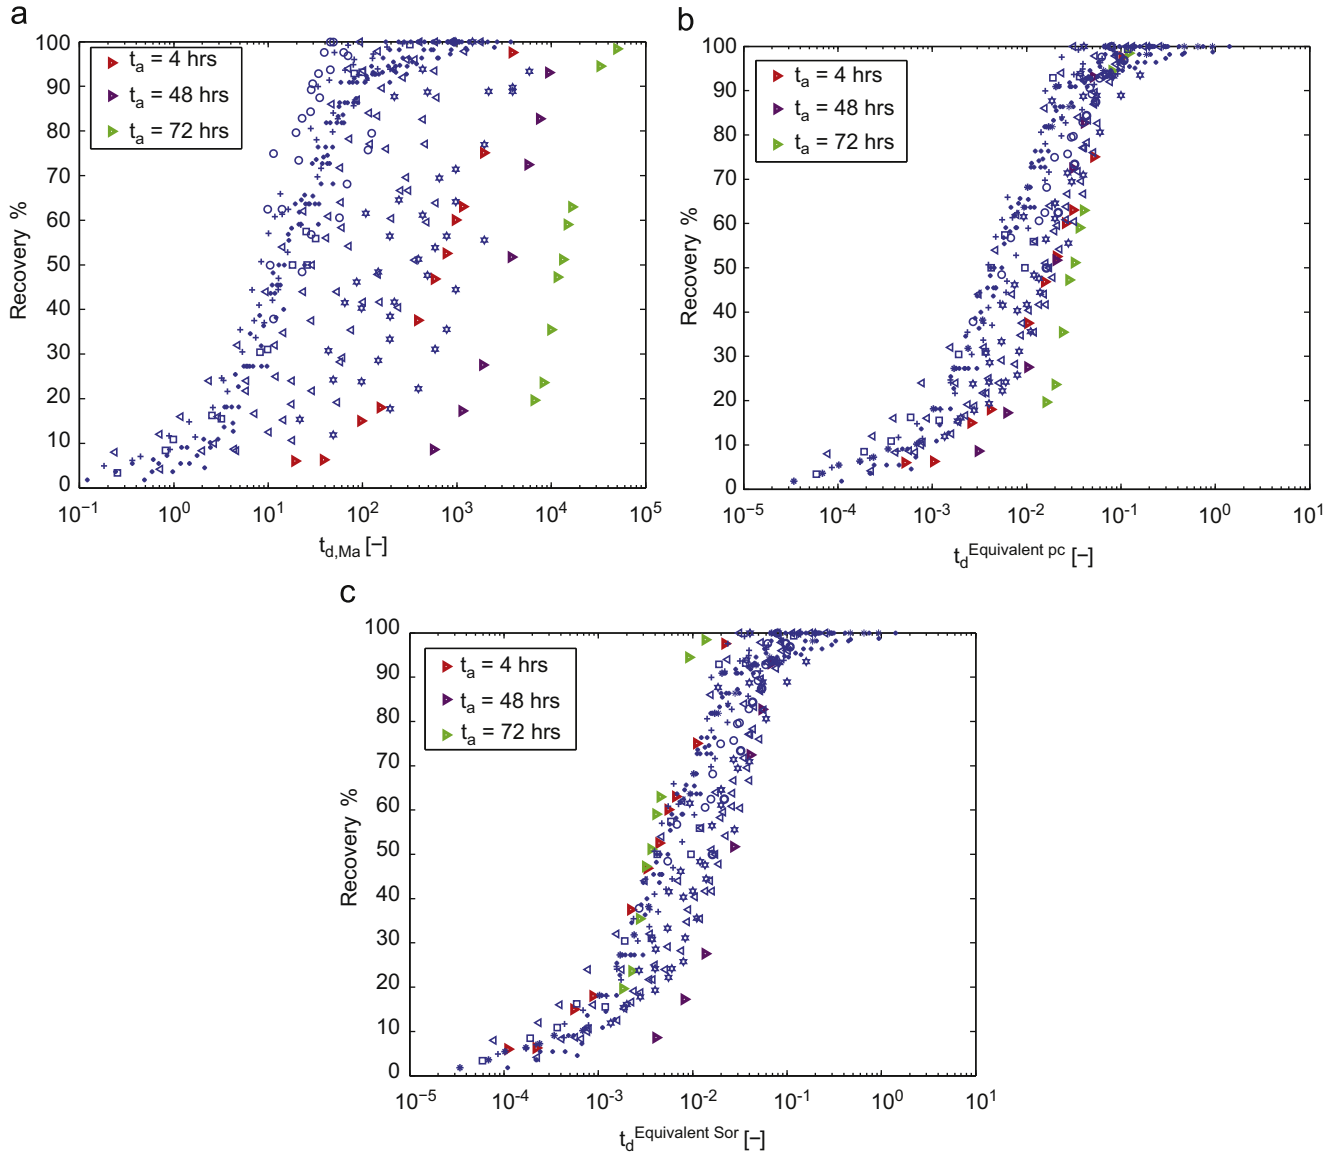 a
100
90
80
70
60
50
40
30
20
10
0
Recovery %
t_a = 4 hrs
t_a = 48 hrs
t_a = 72 hrs
10^-1 10^0 10^1 10^2 10^3 10^4 10^5
t_d,Ma [–]
b
100
90
80
70
60
50
40
30
20
10
0
Recovery %
t_a = 4 hrs
t_a = 48 hrs
t_a = 72 hrs
10^-5 10^-4 10^-3 10^-2 10^-1 10^0 10^1
t_d^Equivalent pc [–]
c
100
90
80
70
60
50
40
30
20
10
0
Recovery %
t_a = 4 hrs
t_a = 48 hrs
t_a = 72 hrs
10^-5 10^-4 10^-3 10^-2 10^-1 10^0 10^1
t_d^Equivalent Sor [–]